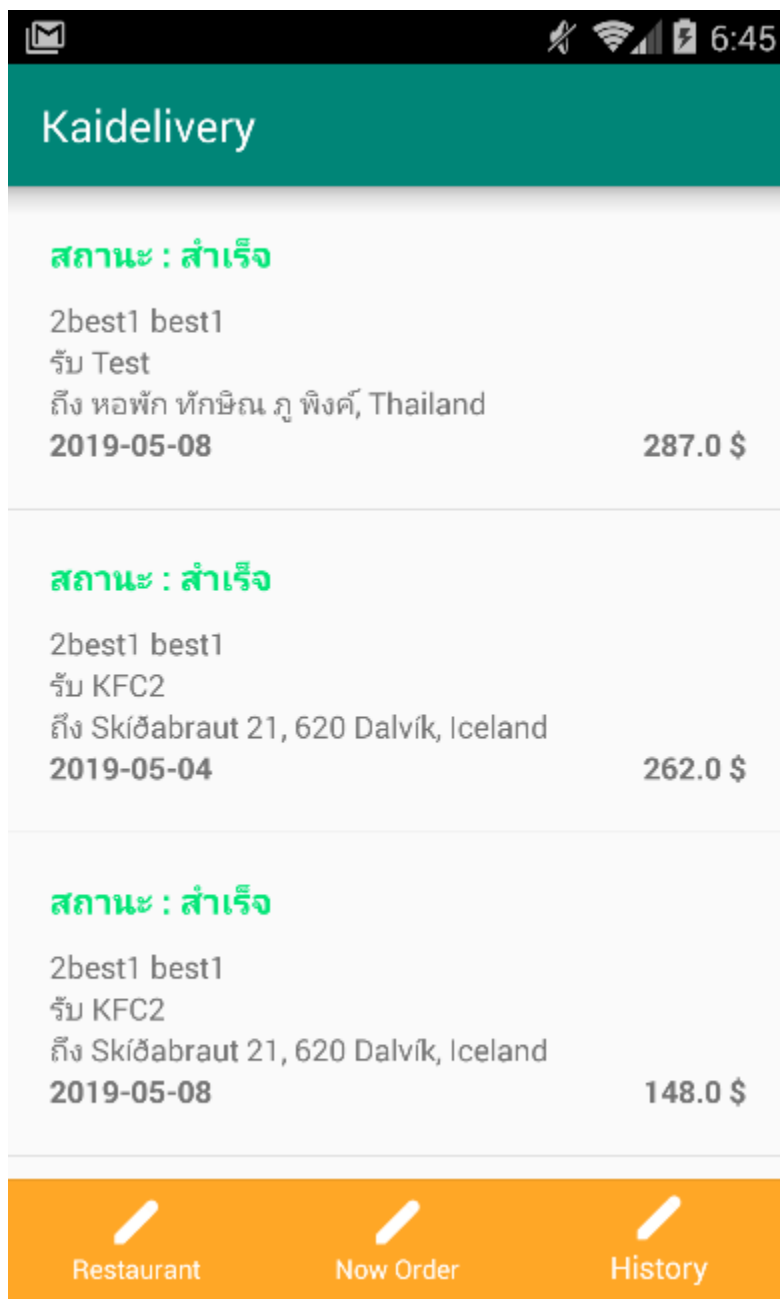 6:45
Kaidelivery
สถานะ : สำเร็จ
2best1 best1
รับ Test
ถึง หอพัก ทักษิณ ภู พิงค์, Thailand
2019-05-08 287.0 $
สถานะ : สำเร็จ
2best1 best1
รับ KFC2
ถึง Skíðabraut 21, 620 Dalvík, Iceland
2019-05-04 262.0 $
สถานะ : สำเร็จ
2best1 best1
รับ KFC2
ถึง Skíðabraut 21, 620 Dalvík, Iceland
2019-05-08 148.0 $
Restaurant Now Order History